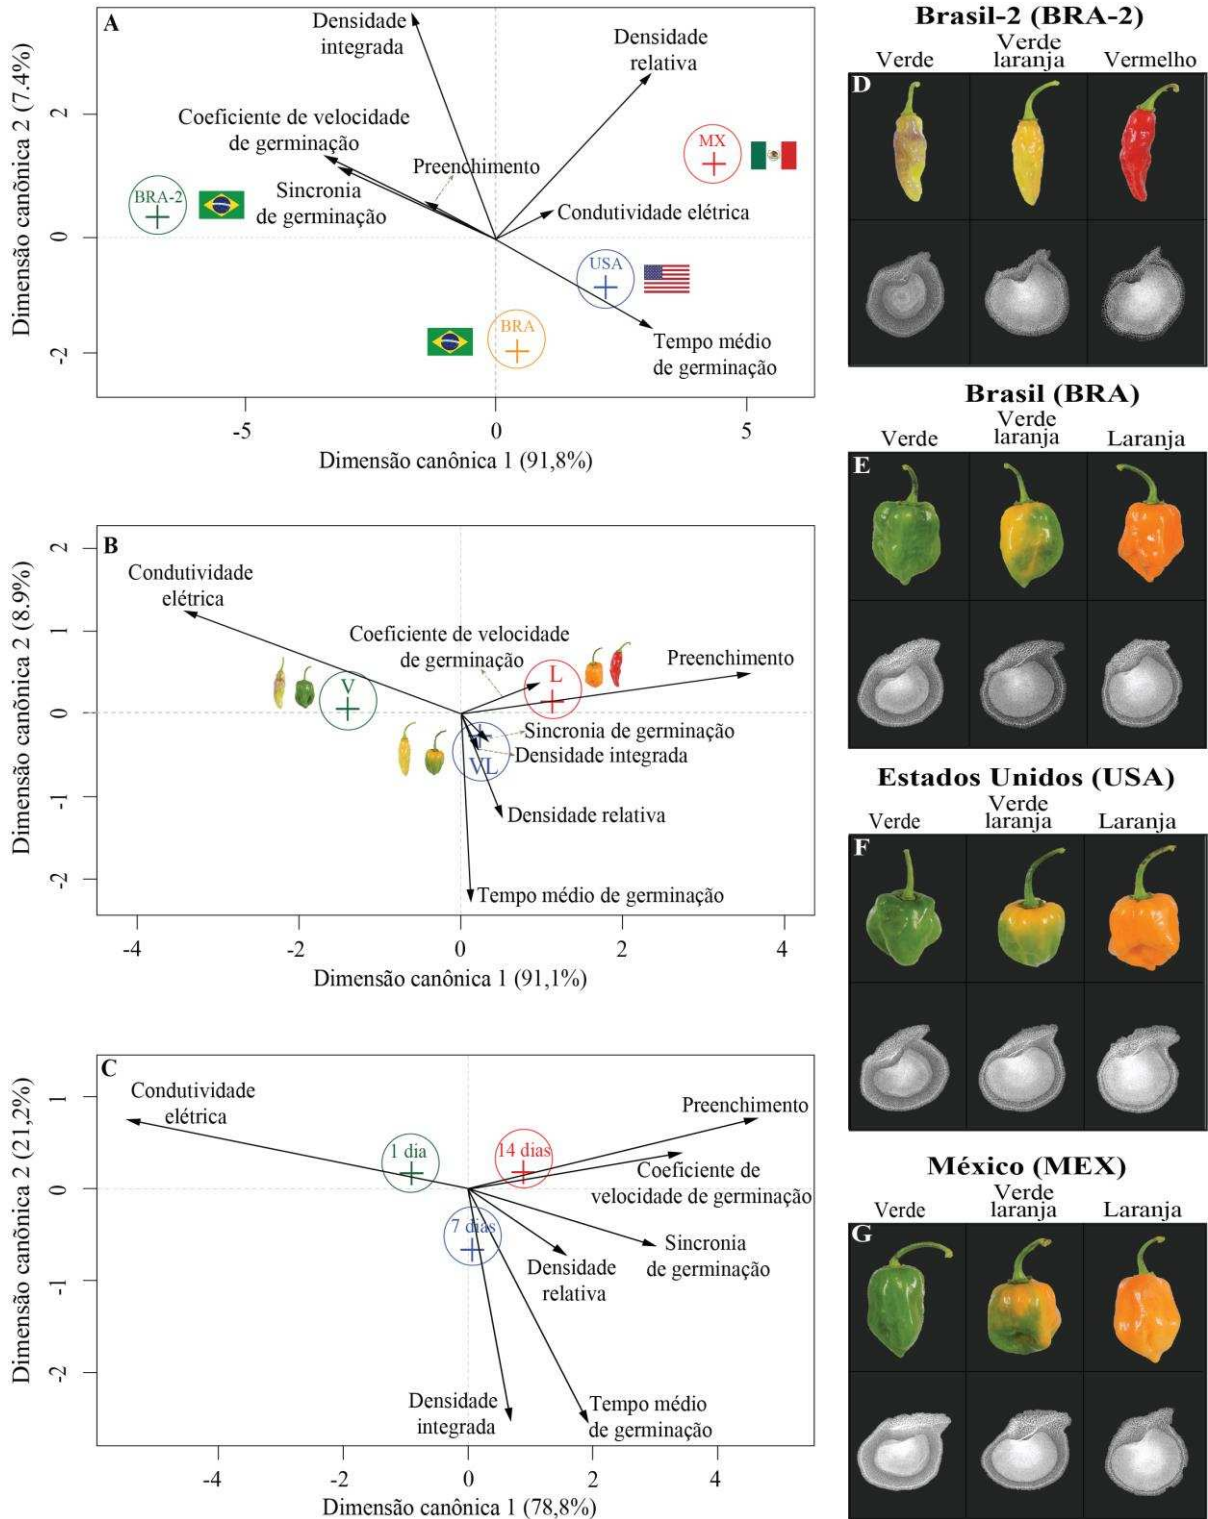 A
Densidade
integrada
Densidade
relativa
Coeficiente de velocidade
de germinação
Preenchimento
MX
BRA-2
Sincronia
de germinação
Condutividade elétrica
USA
BRA
Tempo médio
de germinação
Dimensão canônica 2 (7.4%)
2
0
-2
-5
0
5
Dimensão canônica 1 (91,8%)
B
Condutividade
elétrica
Coeficiente de velocidade
de germinação
Preenchimento
V
L
Sincronia de germinação
Densidade integrada
VL
Densidade relativa
Tempo médio de germinação
Dimensão canônica 2 (8.9%)
2
1
0
-1
-2
-4
-2
0
2
4
Dimensão canônica 1 (91,1%)
C
Condutividade
elétrica
Preenchimento
1 dia
14 dias
Coeficiente de
velocidade de germinação
7 dias
Sincronia
de germinação
Densidade
relativa
Densidade
integrada
Tempo médio
de germinação
Dimensão canônica 2 (21,2%)
1
0
-1
-2
-4
-2
0
2
4
Dimensão canônica 1 (78,8%)
Brasil-2 (BRA-2)
Verde
Verde
laranja
Vermelho
D
Brasil (BRA)
Verde
Verde
laranja
Laranja
E
Estados Unidos (USA)
Verde
Verde
laranja
Laranja
F
México (MEX)
Verde
Verde
laranja
Laranja
G